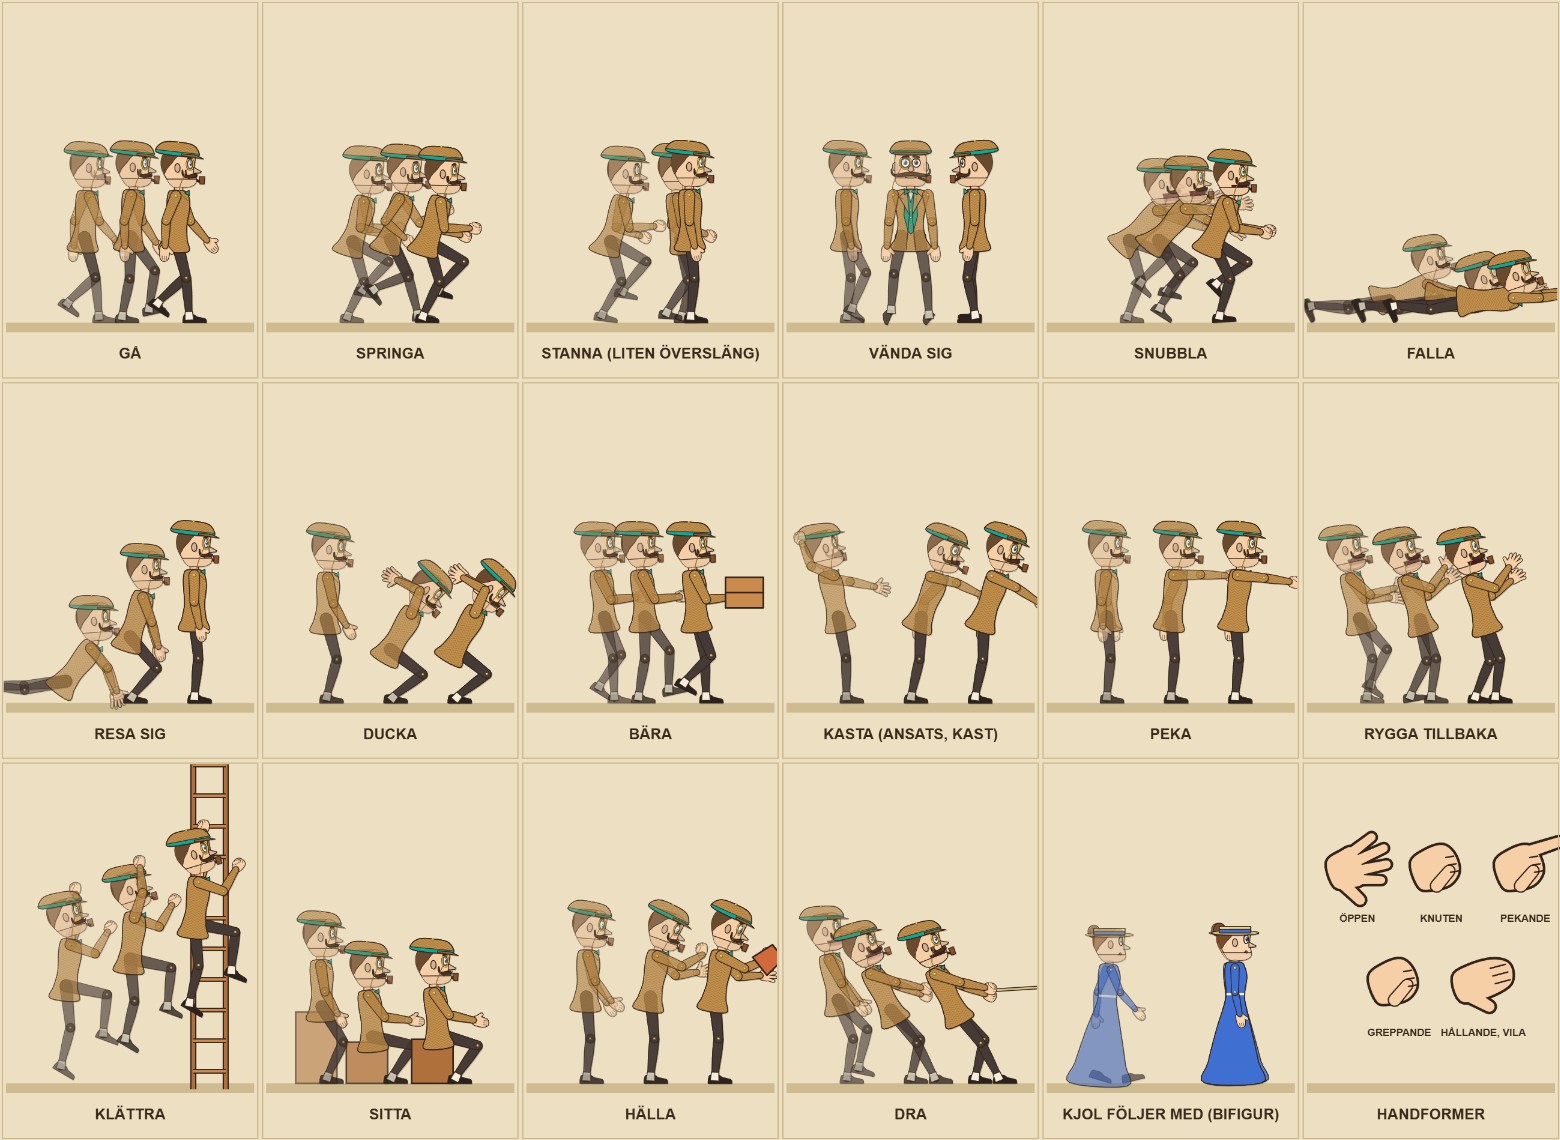 GÅ
SPRINGA
STANNA (LITEN ÖVERSLÄNG)
VÄNDA SIG
SNUBBLA
FALLA
RESA SIG
DUCKA
BÄRA
KASTA (ANSATS, KAST)
PEKA
RYGGA TILLBAKA
KLÄTTRA
SITTA
HÄLLA
DRA
KJOL FÖLJER MED (BIFIGUR)
ÖPPEN
KNUTEN
PEKANDE
GREPPANDE
HÅLLANDE, VILA
HANDFORMER